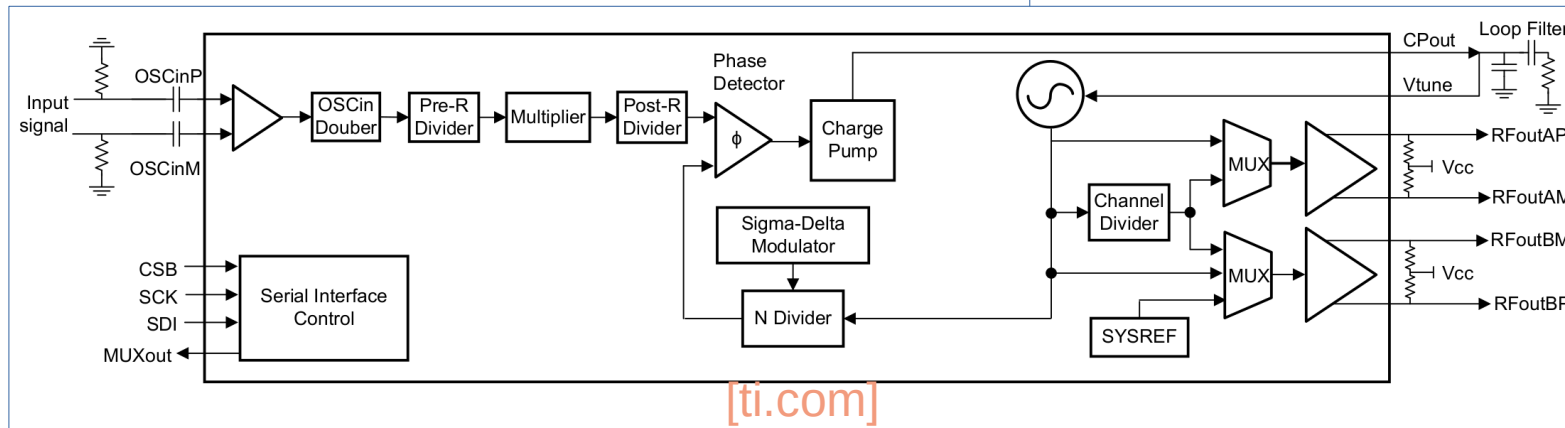 Loop Filter
CPout
Phase
Detector
OSCinP
Vtune
Input
signal
OSCin
Douber
Pre-R
Divider
Multiplier
Post-R
Divider
ϕ
Charge
Pump
MUX
RFoutAP
Vcc
OSCinM
RFoutAM
Channel
Divider
Sigma-Delta
Modulator
RFoutBM
MUX
Vcc
CSB
SCK
SDI
MUXout
Serial Interface
Control
N Divider
RFoutBP
SYSREF
[ti.com]